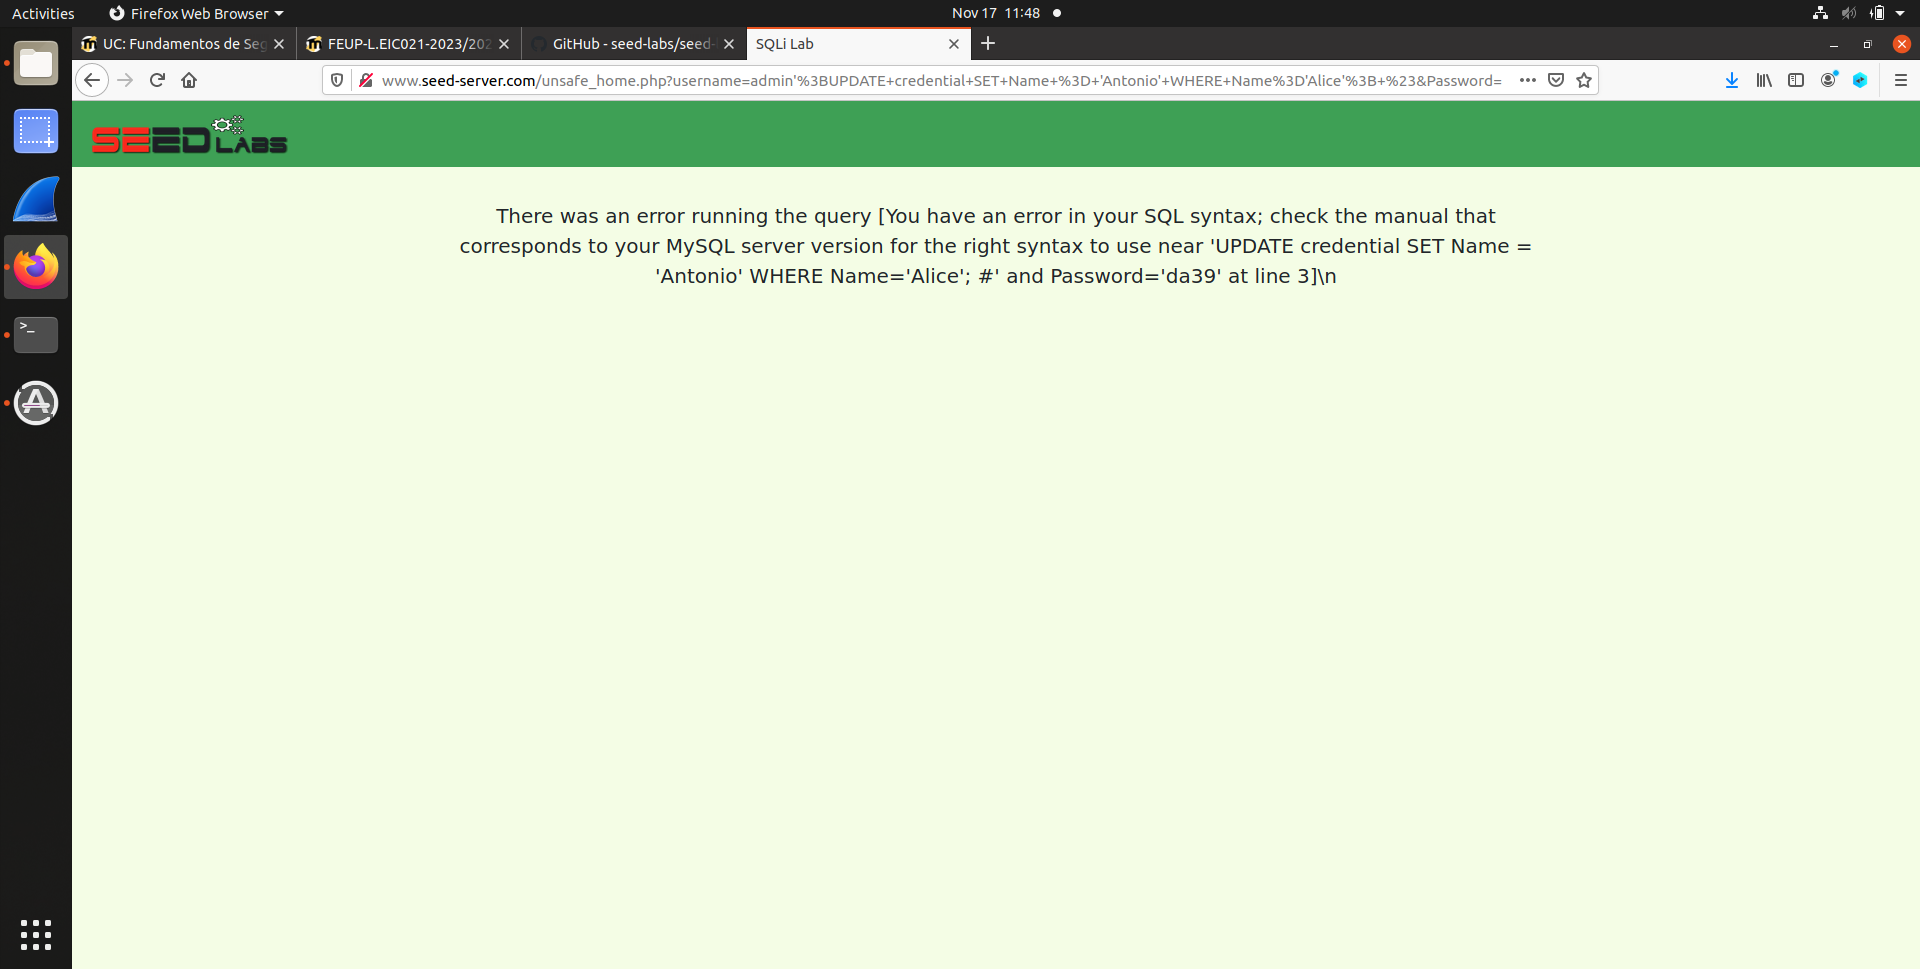 Activities Firefox Web Browser Nov 17 11:48
UC: Fundamentos de Seg FEUP-L.EIC021-2023/202 GitHub - seed-labs/seed- SQLi Lab
www.seed-server.com/unsafe_home.php?username=admin'%3BUPDATE+credential+SET+Name+%3D+'Antonio'+WHERE+Name%3D'Alice'%3B+%23&Password=
SEED LABS
There was an error running the query [You have an error in your SQL syntax; check the manual that
corresponds to your MySQL server version for the right syntax to use near 'UPDATE credential SET Name =
'Antonio' WHERE Name='Alice'; #' and Password='da39' at line 3]\n